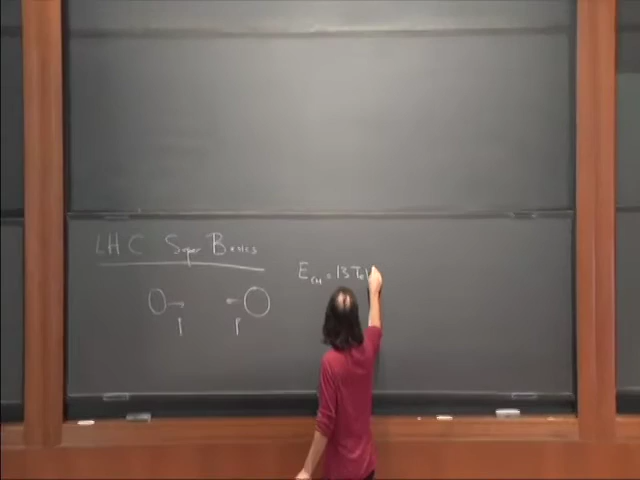 LHC Super Basics
E_CM = 13 TeV
P P